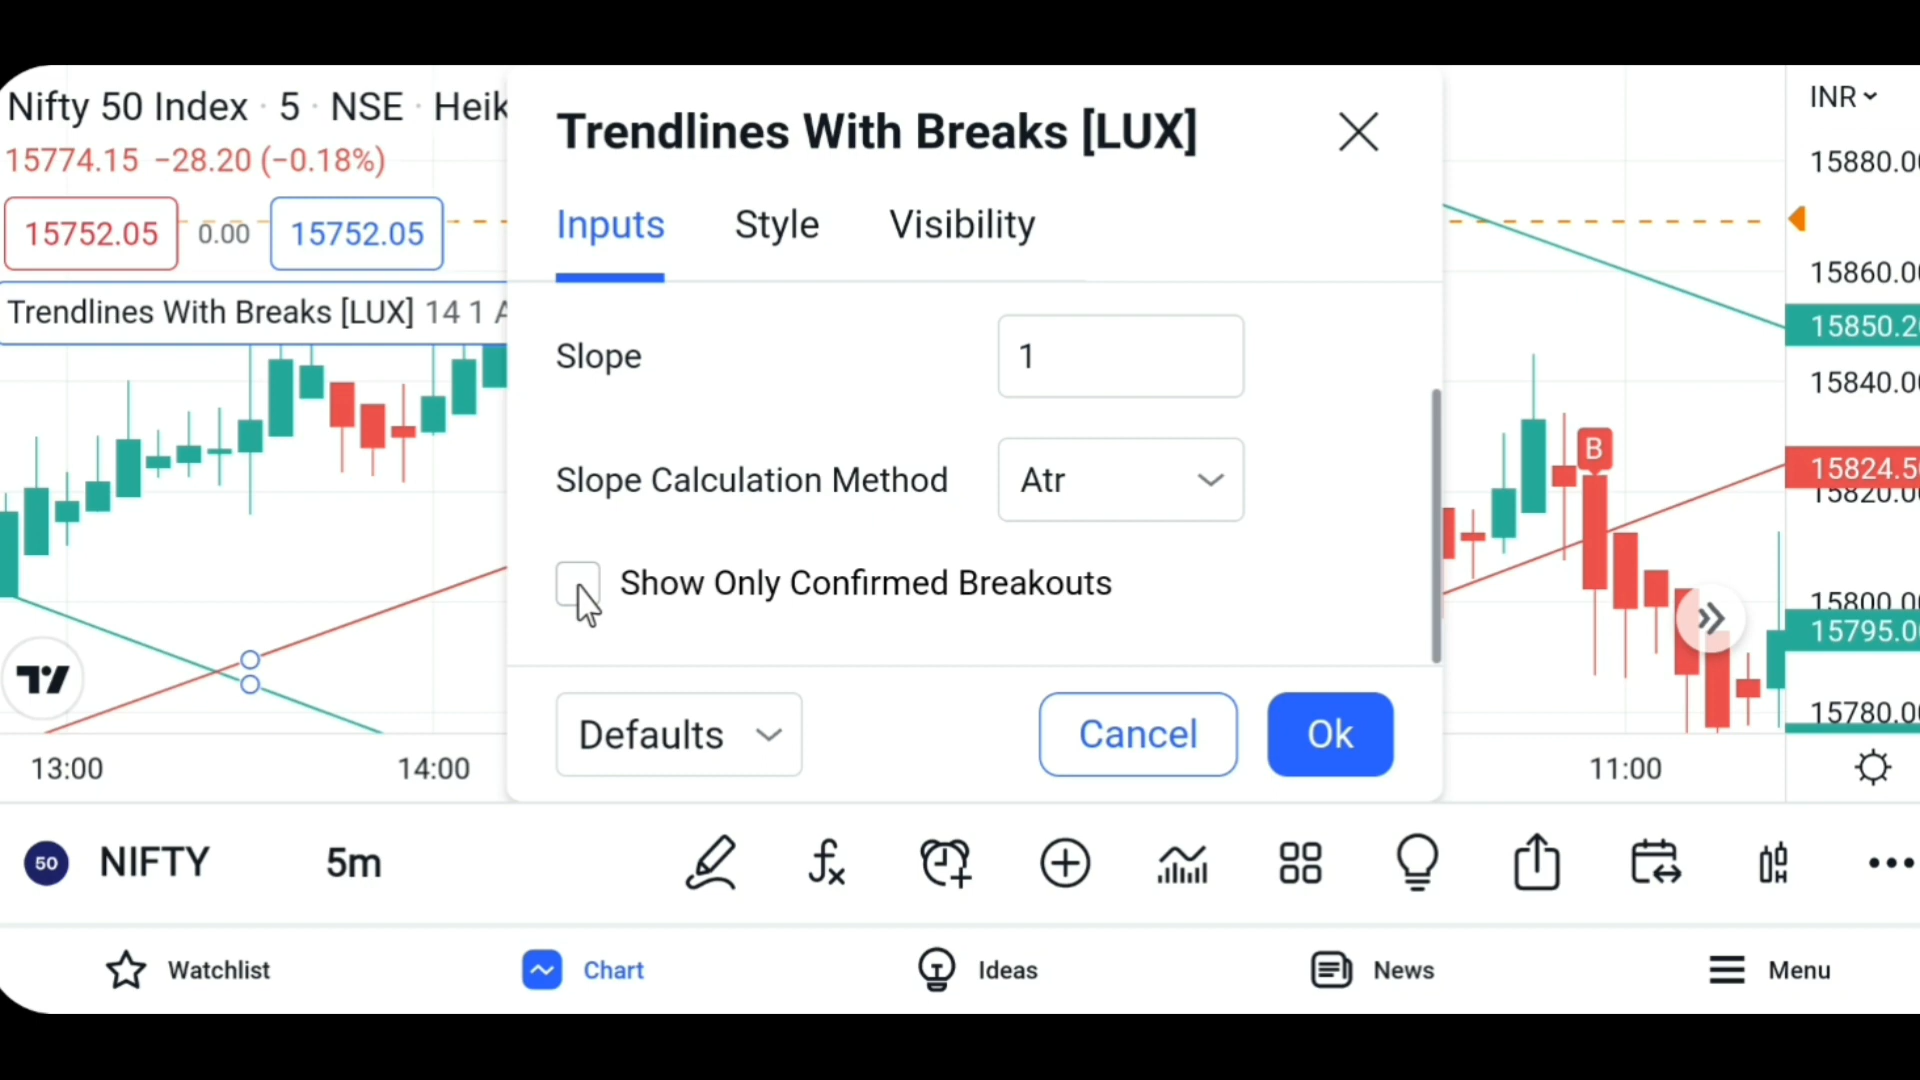 Nifty 50 Index · 5 · NSE · Heik
15774.15 −28.20 (−0.18%)
15752.05 0.00 15752.05
Trendlines With Breaks [LUX] 14 1 A
Trendlines With Breaks [LUX]
Inputs Style Visibility
Slope 1
Slope Calculation Method Atr
Show Only Confirmed Breakouts
Defaults Cancel Ok
B
INR
15880.00
15860.00
15850.2
15840.00
15824.5
15820.00
15800.00
15795.0
15780.00
13:00 14:00 11:00
50 NIFTY 5m
Watchlist Chart Ideas News Menu